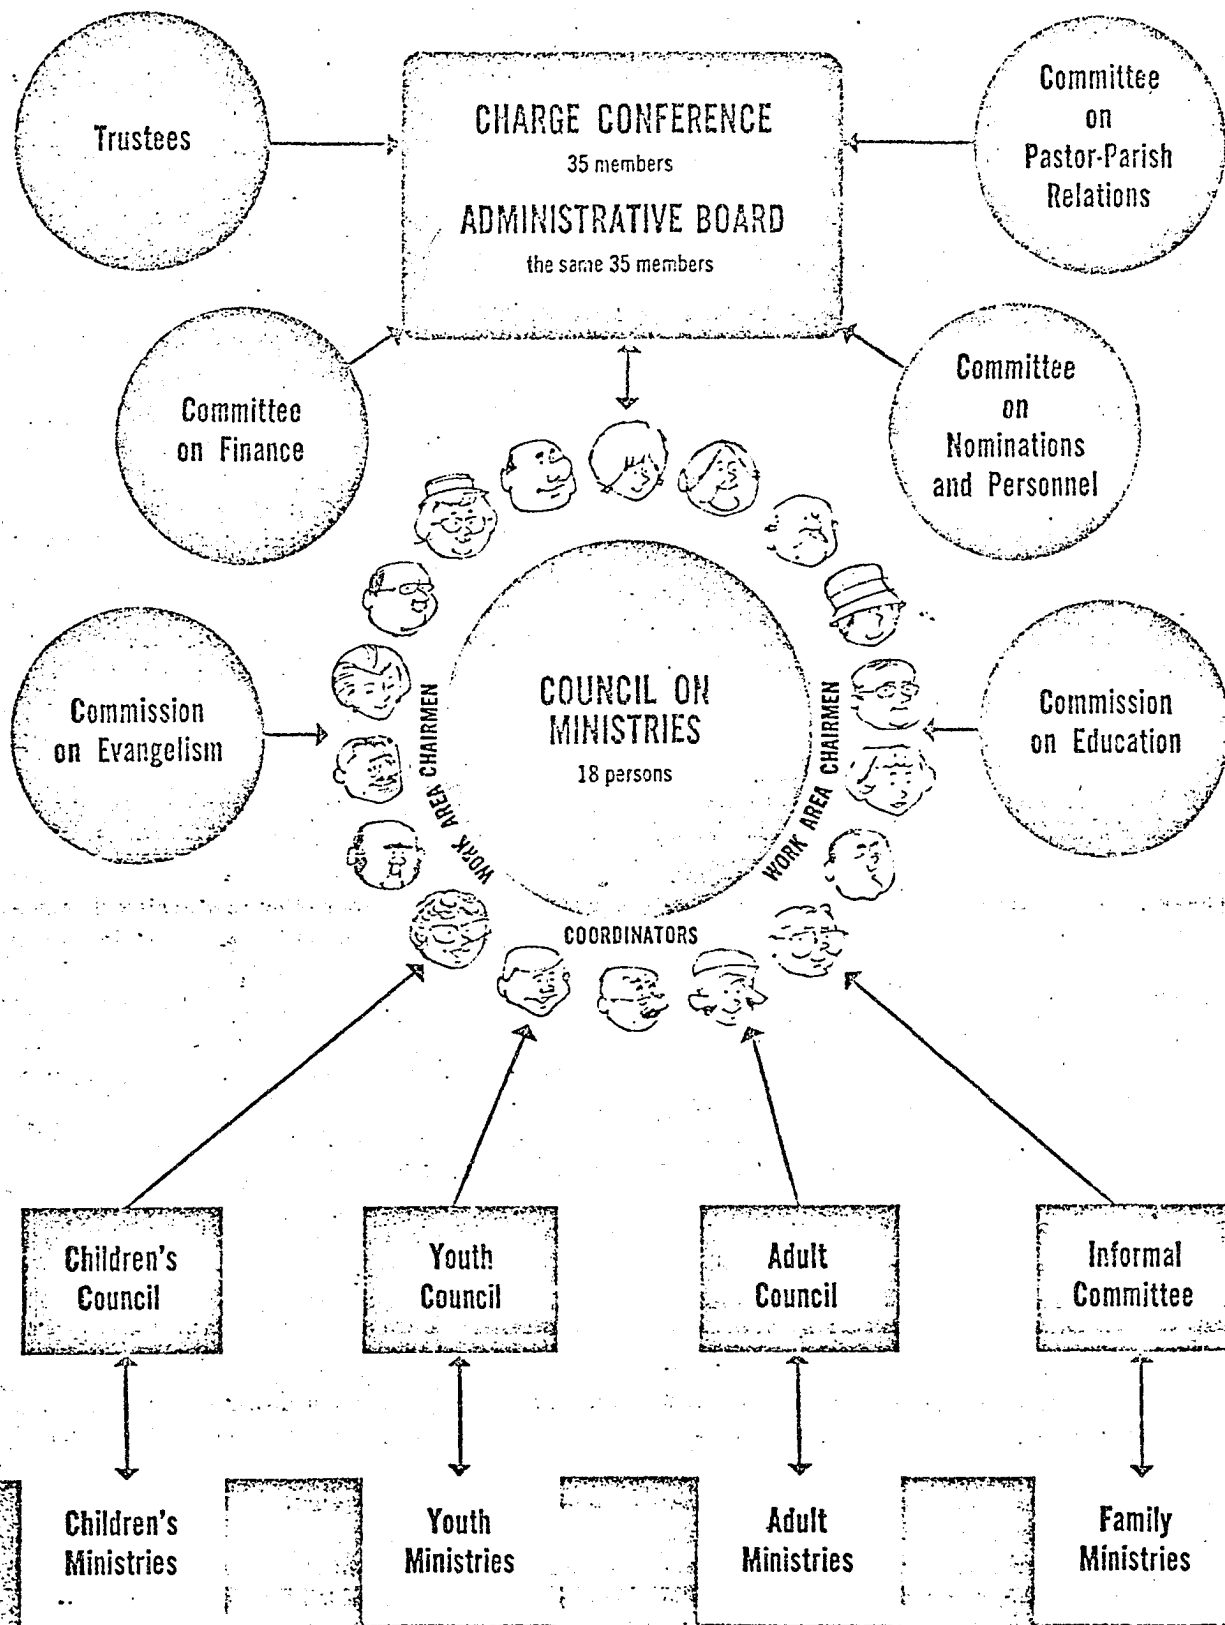 Trustees
CHARGE CONFERENCE
35 members
ADMINISTRATIVE BOARD
the same 35 members
Committee
on
Pastor-Parish
Relations
Committee
on Finance
Committee
on
Nominations
and Personnel
Commission
on Evangelism
WORK AREA CHAIRMEN
COUNCIL ON
MINISTRIES
18 persons
WORK AREA CHAIRMEN
Commission
on Education
COORDINATORS
Children's
Council
Youth
Council
Adult
Council
Informal
Committee
Children's
Ministries
Youth
Ministries
Adult
Ministries
Family
Ministries